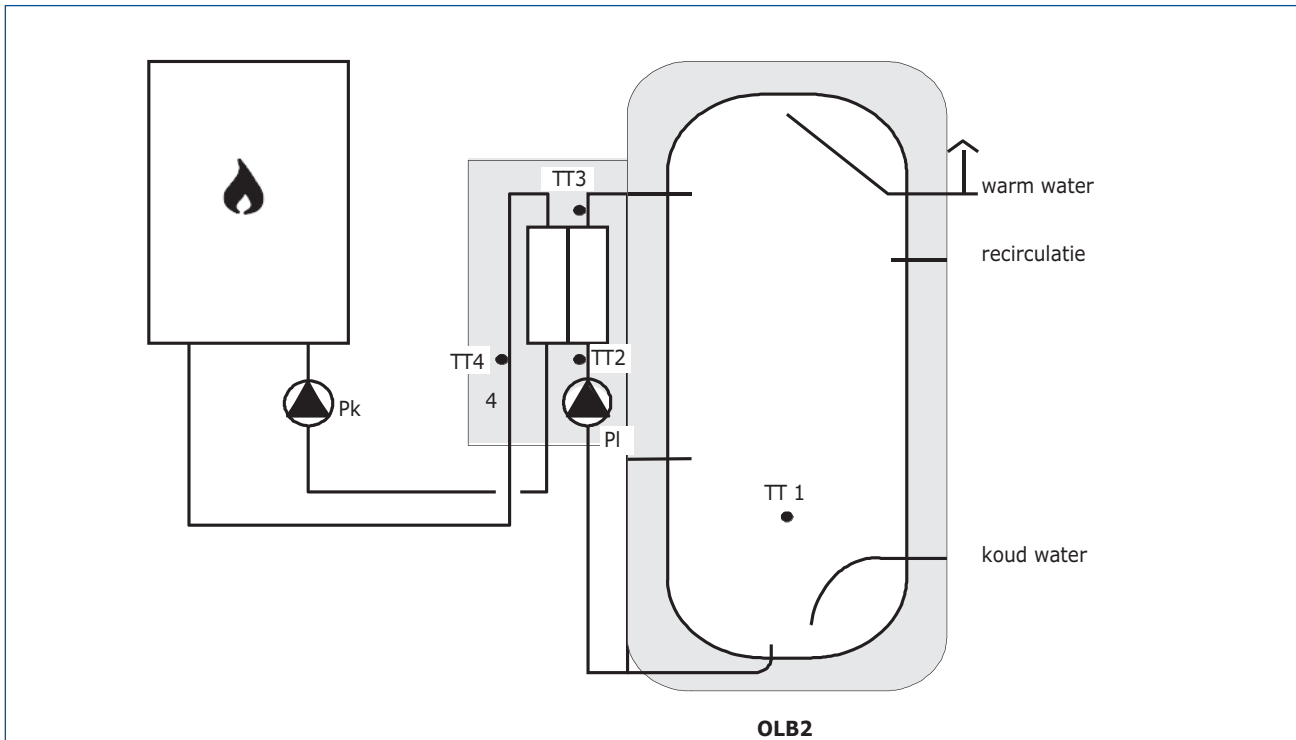 TT3
warm water
recirculatie
TT4
TT2
4
Pk
Pl
TT 1
koud water
OLB2